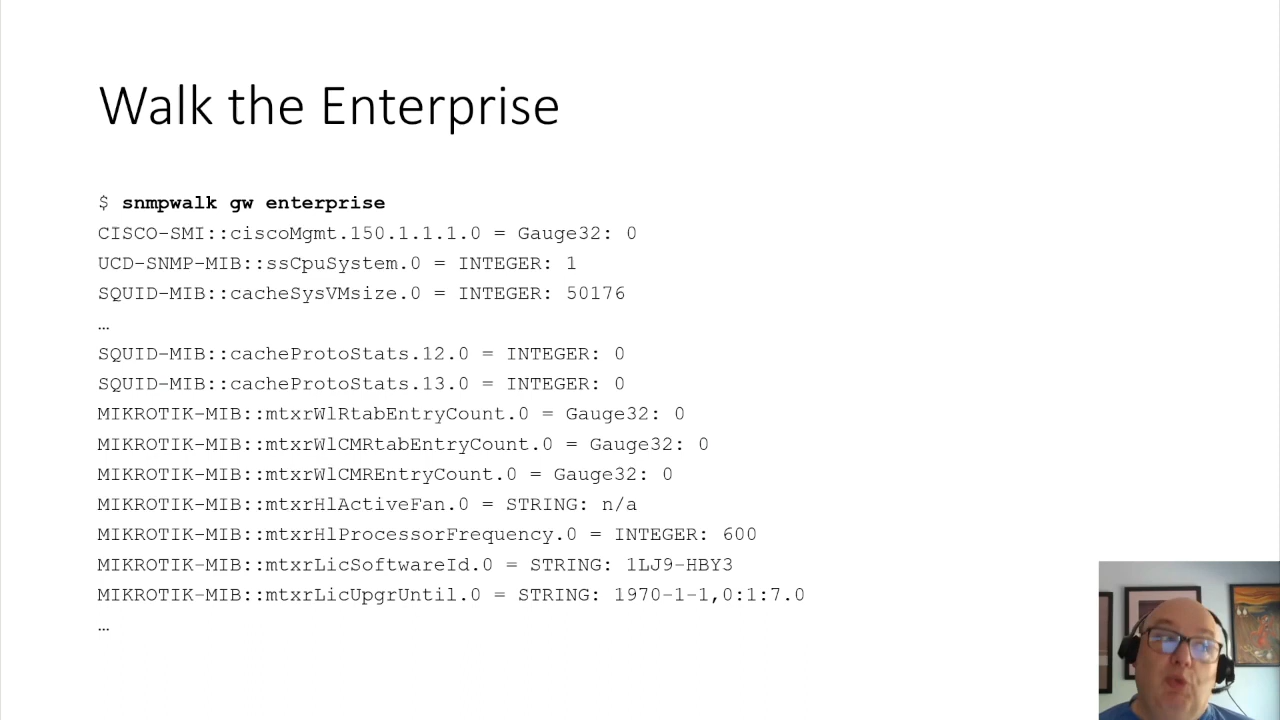 Walk the Enterprise
$ snmpwalk gw enterprise
CISCO-SMI::ciscoMgmt.150.1.1.1.0 = Gauge32: 0
UCD-SNMP-MIB::ssCpuSystem.0 = INTEGER: 1
SQUID-MIB::cacheSysVMsize.0 = INTEGER: 50176
…
SQUID-MIB::cacheProtoStats.12.0 = INTEGER: 0
SQUID-MIB::cacheProtoStats.13.0 = INTEGER: 0
MIKROTIK-MIB::mtxrWlRtabEntryCount.0 = Gauge32: 0
MIKROTIK-MIB::mtxrWlCMRtabEntryCount.0 = Gauge32: 0
MIKROTIK-MIB::mtxrWlCMREntryCount.0 = Gauge32: 0
MIKROTIK-MIB::mtxrHlActiveFan.0 = STRING: n/a
MIKROTIK-MIB::mtxrHlProcessorFrequency.0 = INTEGER: 600
MIKROTIK-MIB::mtxrLicSoftwareId.0 = STRING: 1LJ9-HBY3
MIKROTIK-MIB::mtxrLicUpgrUntil.0 = STRING: 1970-1-1,0:1:7.0
…